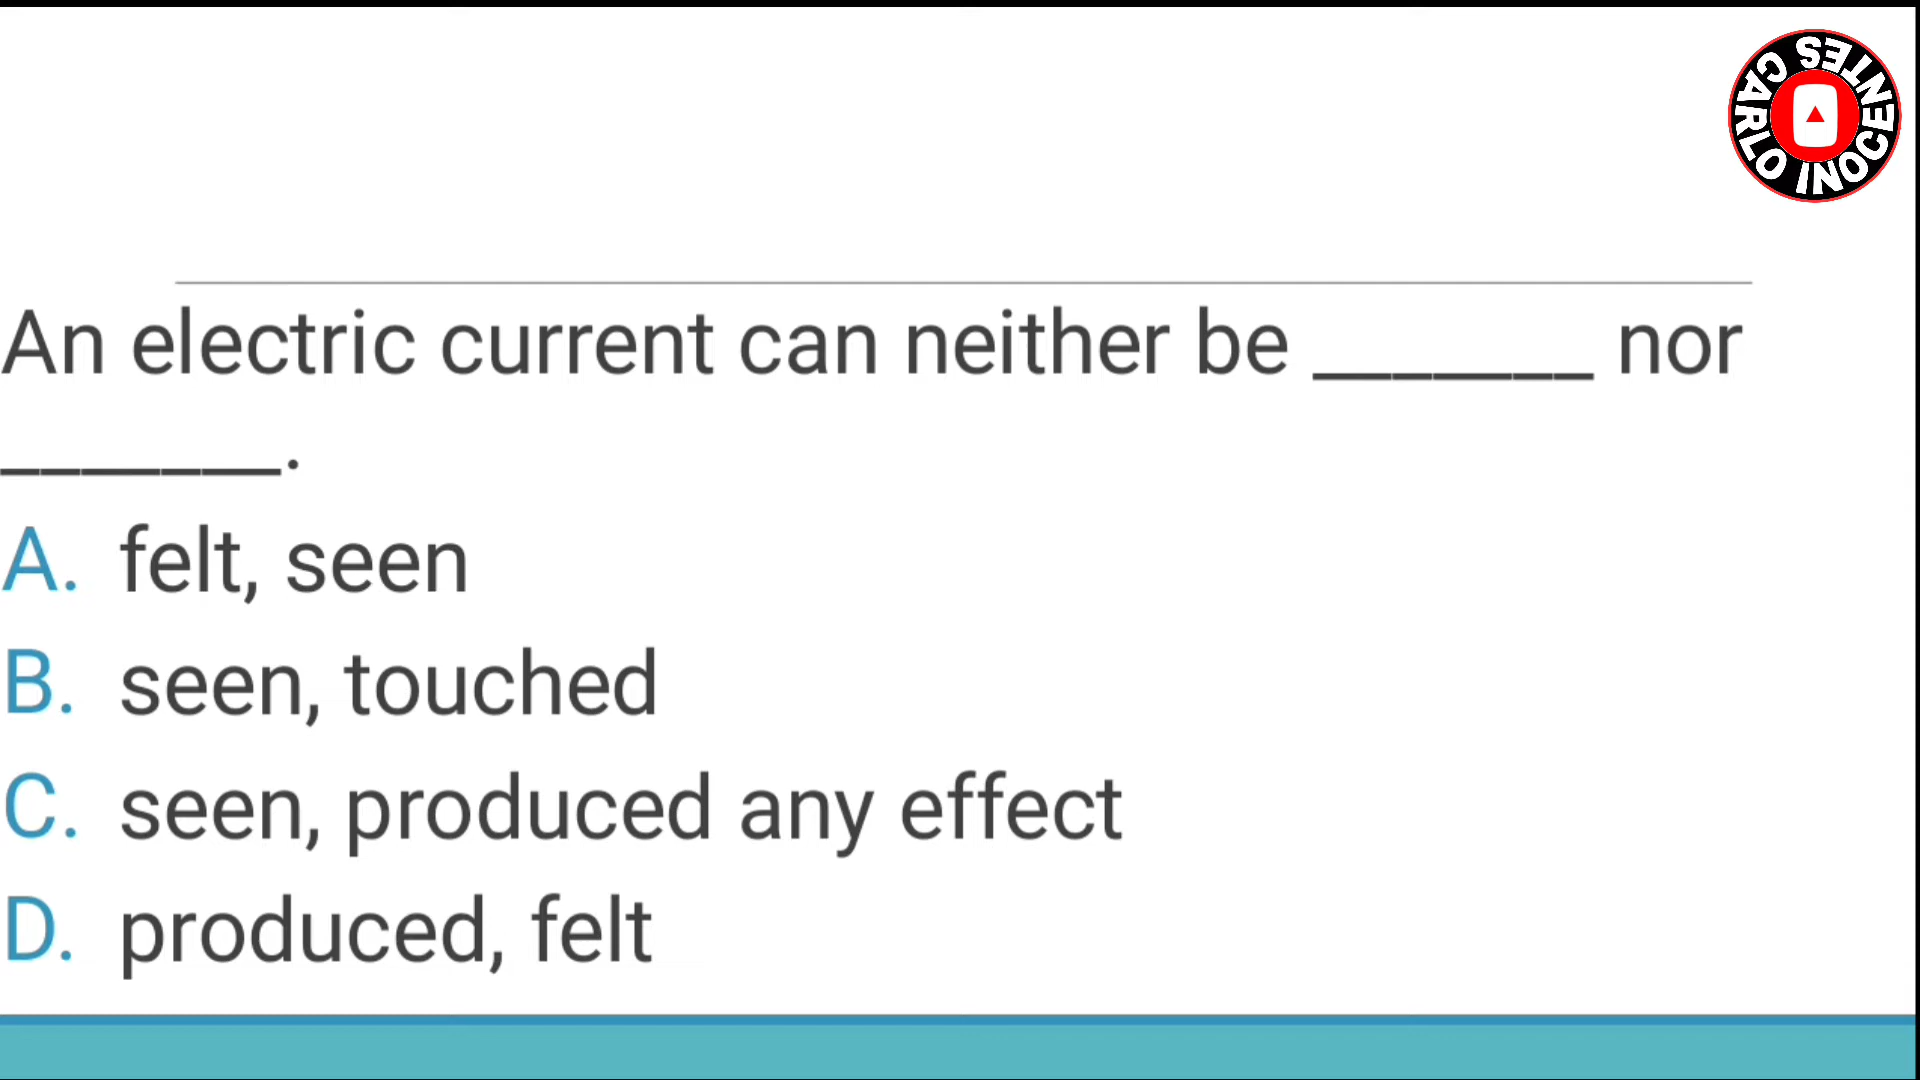 CARLO INOCENTES
An electric current can neither be _______ nor
_______.
A. felt, seen
B. seen, touched
C. seen, produced any effect
D. produced, felt